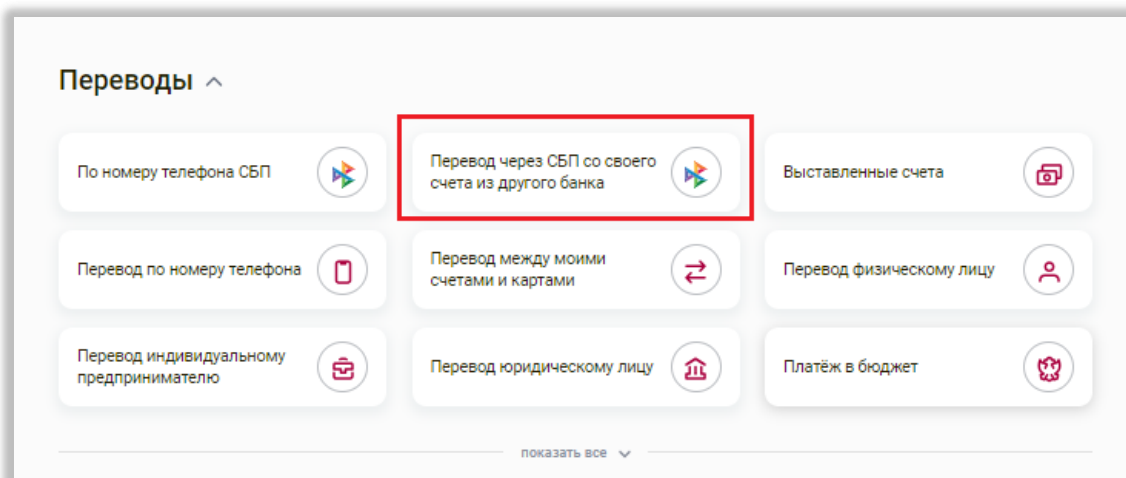 Переводы
По номеру телефона СБП
Перевод через СБП со своего
счета из другого банка
Выставленные счета
Перевод по номеру телефона
Перевод между моими
счетами и картами
Перевод физическому лицу
Перевод индивидуальному
предпринимателю
Перевод юридическому лицу
Платёж в бюджет
показать все